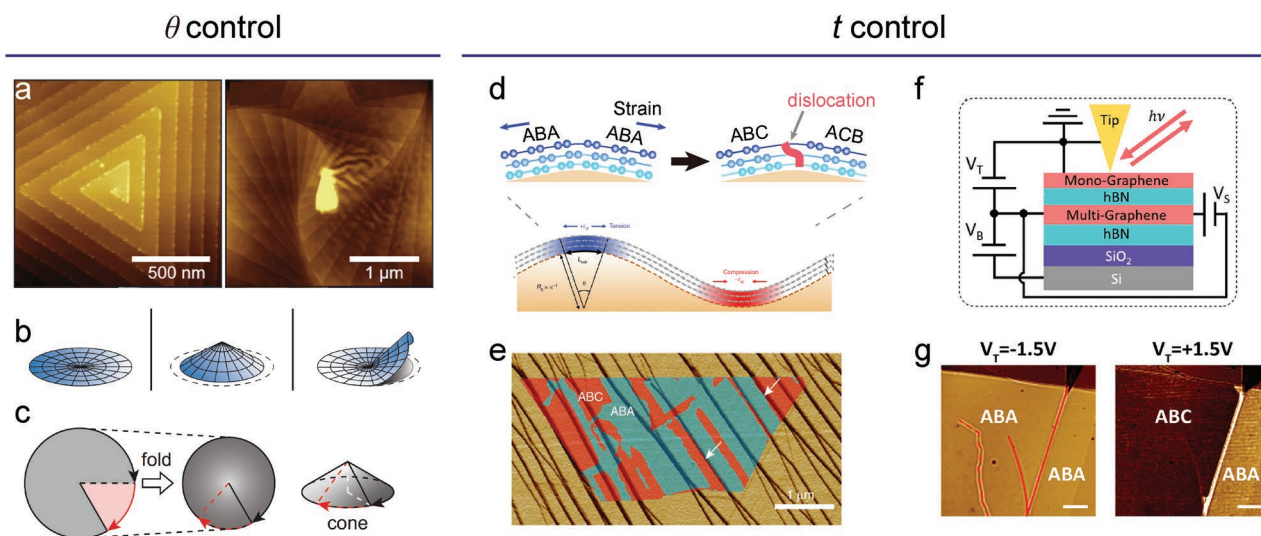 θ control
t control
a
500 nm
1 μm
b
c
fold
cone
d
Strain
dislocation
ABA
ABA
ABC
ACB
Tension
θ
Compression
e
ABC
ABA
1 μm
f
Tip
hν
V_T
Mono-Graphene
hBN
V_S
Multi-Graphene
V_B
hBN
SiO₂
Si
g
V_T=-1.5V
V_T=+1.5V
ABA
ABA
ABC
ABA